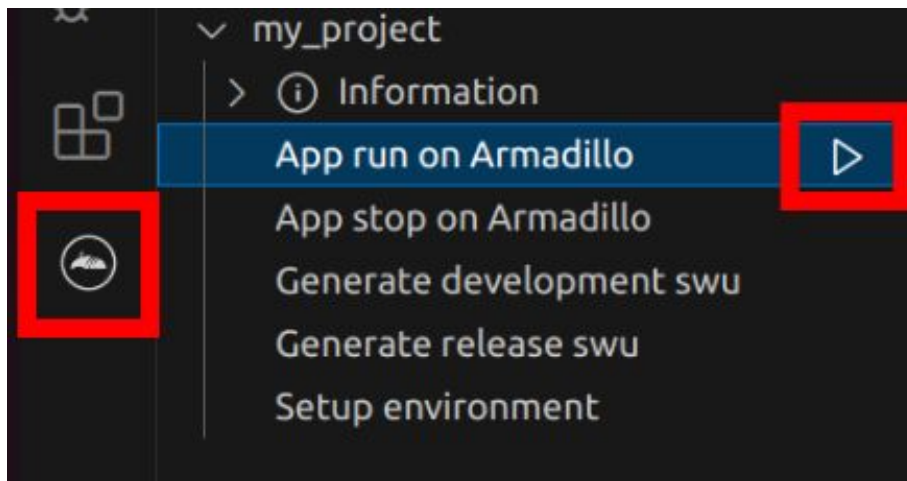 my_project
Information
App run on Armadillo
App stop on Armadillo
Generate development swu
Generate release swu
Setup environment